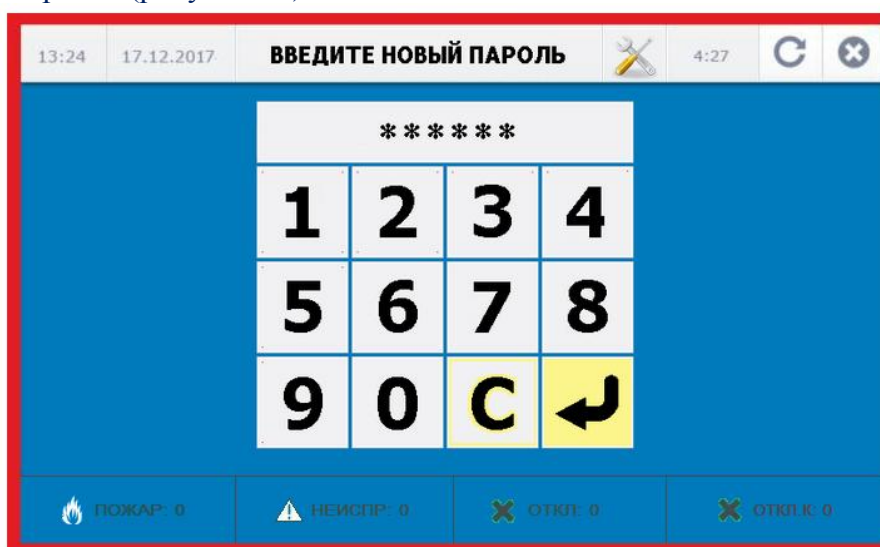 13:24 17.12.2017 ВВЕДИТЕ НОВЫЙ ПАРОЛЬ 4:27
******
1 2 3 4
5 6 7 8
9 0 C
ПОЖАР: 0 НЕИСПР: 0 ОТКЛ: 0 ОТКЛ.К: 0